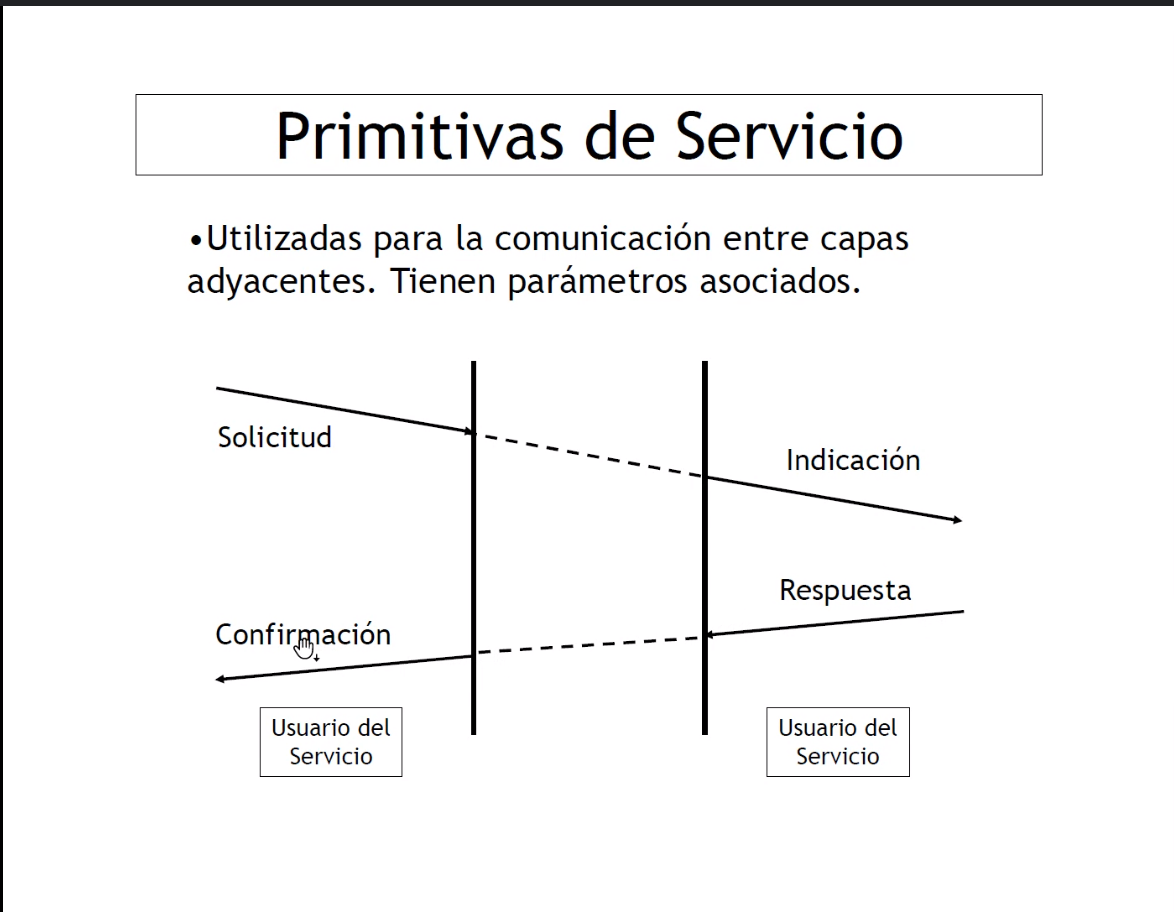 Primitivas de Servicio
•Utilizadas para la comunicación entre capas
adyacentes. Tienen parámetros asociados.
Solicitud
Indicación
Respuesta
Confirmación
Usuario del
Servicio
Usuario del
Servicio